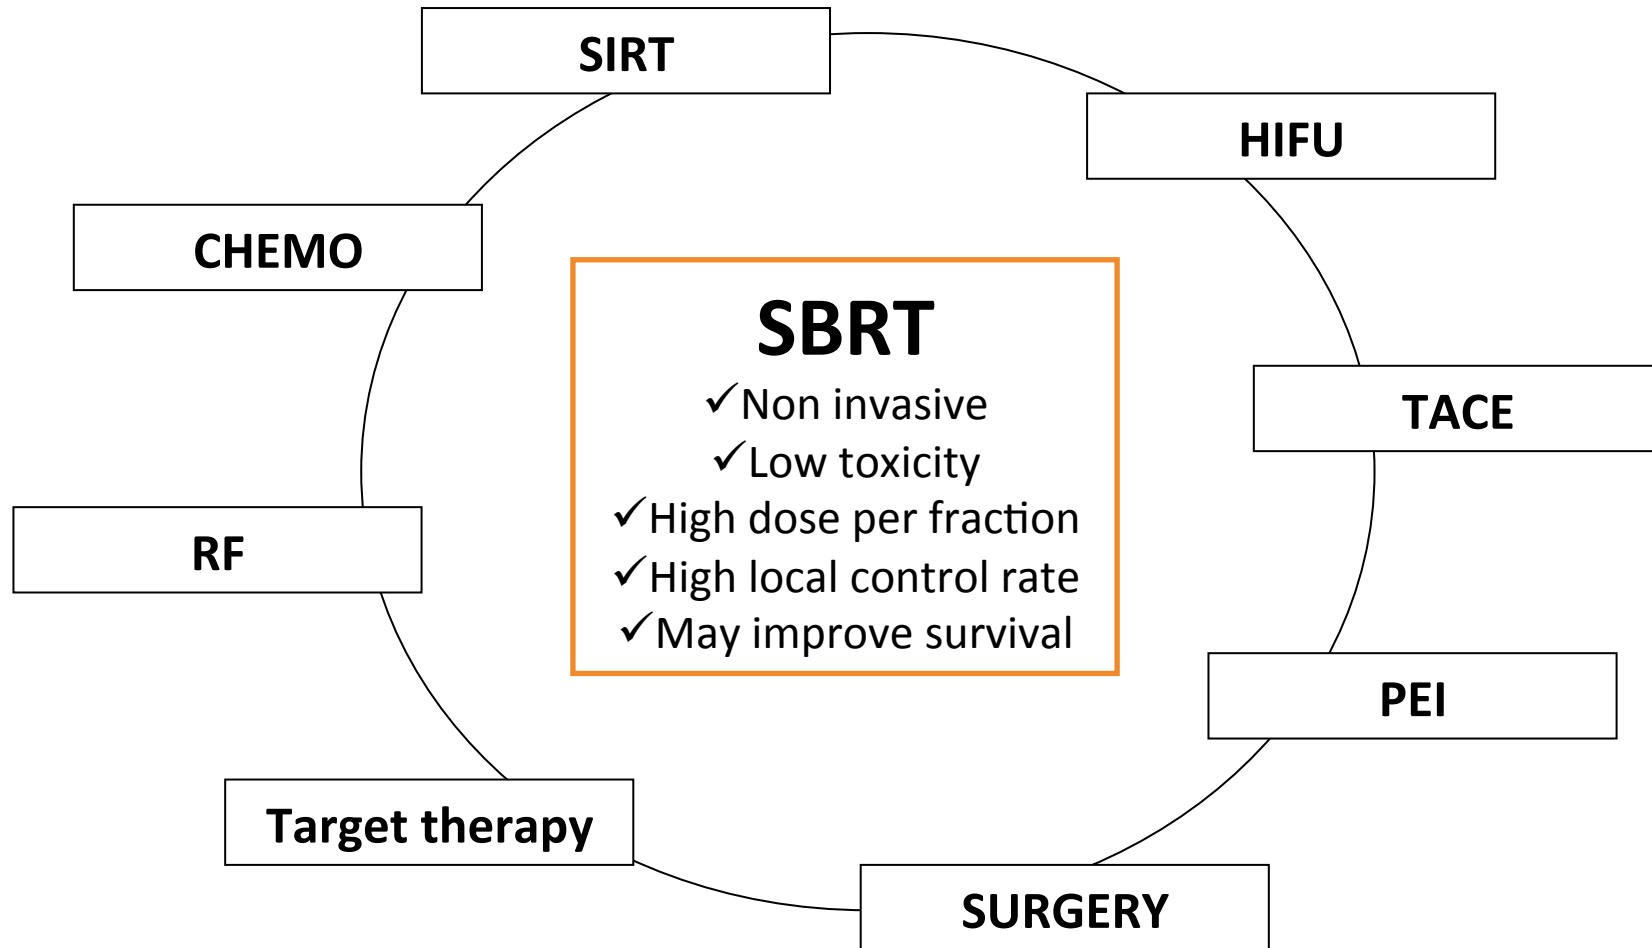 SIRT
HIFU
CHEMO
SBRT
✓Non invasive
✓Low toxicity
✓High dose per fraction
✓High local control rate
✓May improve survival
TACE
RF
PEI
Target therapy
SURGERY